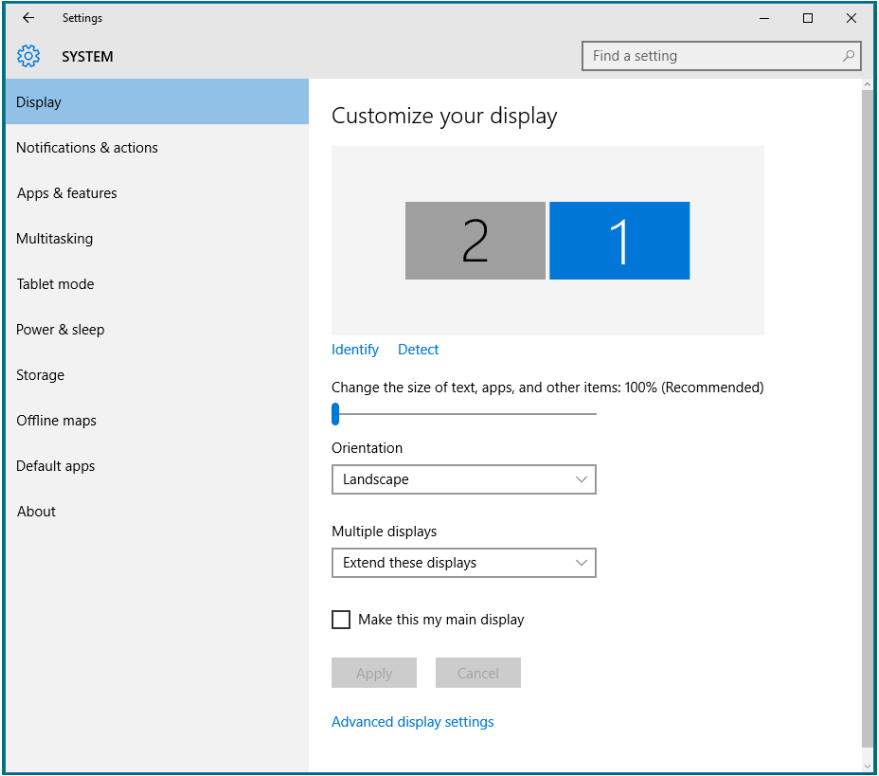 Settings
SYSTEM
Find a setting
Display
Notifications & actions
Apps & features
Multitasking
Tablet mode
Power & sleep
Storage
Offline maps
Default apps
About
Customize your display
2 1
Identify Detect
Change the size of text, apps, and other items: 100% (Recommended)
Orientation
Landscape
Multiple displays
Extend these displays
Make this my main display
Apply Cancel
Advanced display settings